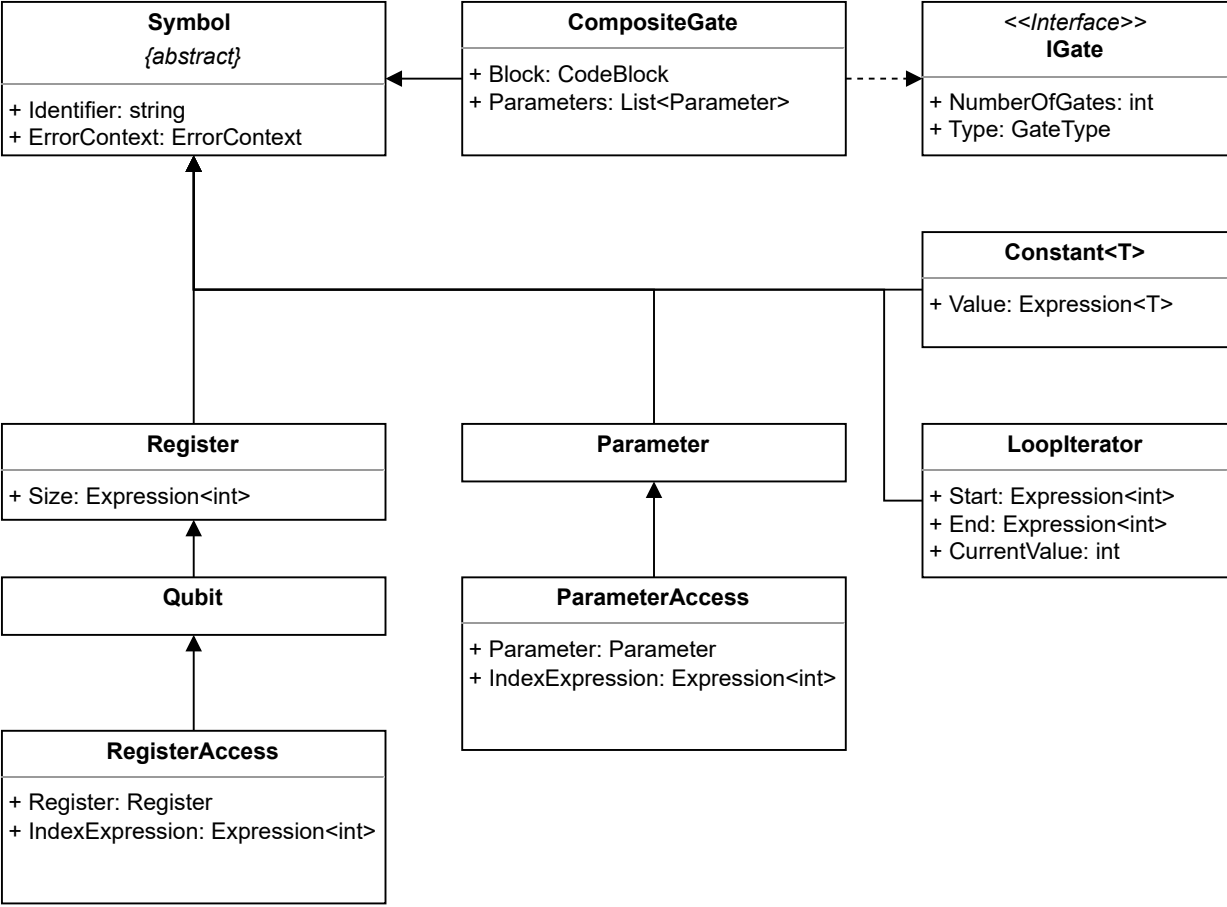 Symbol
{abstract}
+ Identifier: string
+ ErrorContext: ErrorContext
CompositeGate
+ Block: CodeBlock
+ Parameters: List<Parameter>
<<Interface>>
IGate
+ NumberOfGates: int
+ Type: GateType
Constant<T>
+ Value: Expression<T>
Register
+ Size: Expression<int>
Parameter
LoopIterator
+ Start: Expression<int>
+ End: Expression<int>
+ CurrentValue: int
Qubit
ParameterAccess
+ Parameter: Parameter
+ IndexExpression: Expression<int>
RegisterAccess
+ Register: Register
+ IndexExpression: Expression<int>